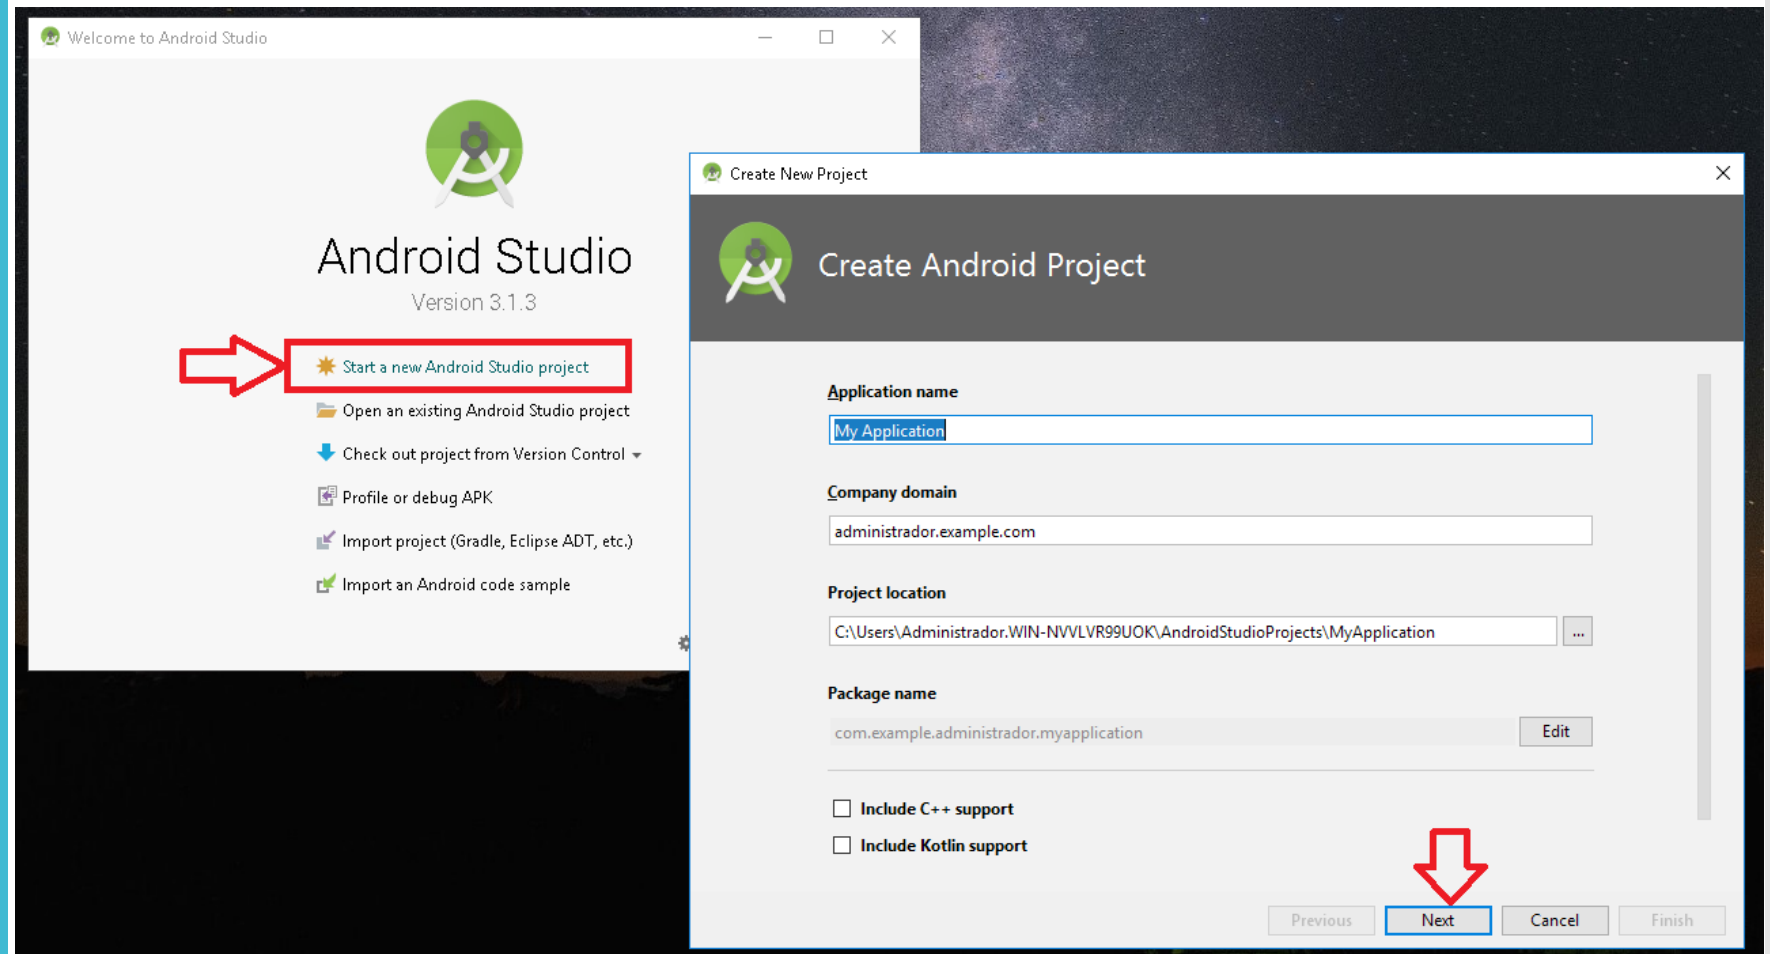 Welcome to Android Studio
Android Studio
Version 3.1.3
Start a new Android Studio project
Open an existing Android Studio project
Check out project from Version Control
Profile or debug APK
Import project (Gradle, Eclipse ADT, etc.)
Import an Android code sample
Create New Project
Create Android Project
Application name
My Application
Company domain
administrador.example.com
Project location
C:\Users\Administrador.WIN-NVVLVR99UOK\AndroidStudioProjects\MyApplication
...
Package name
com.example.administrador.myapplication
Edit
Include C++ support
Include Kotlin support
Previous
Next
Cancel
Finish